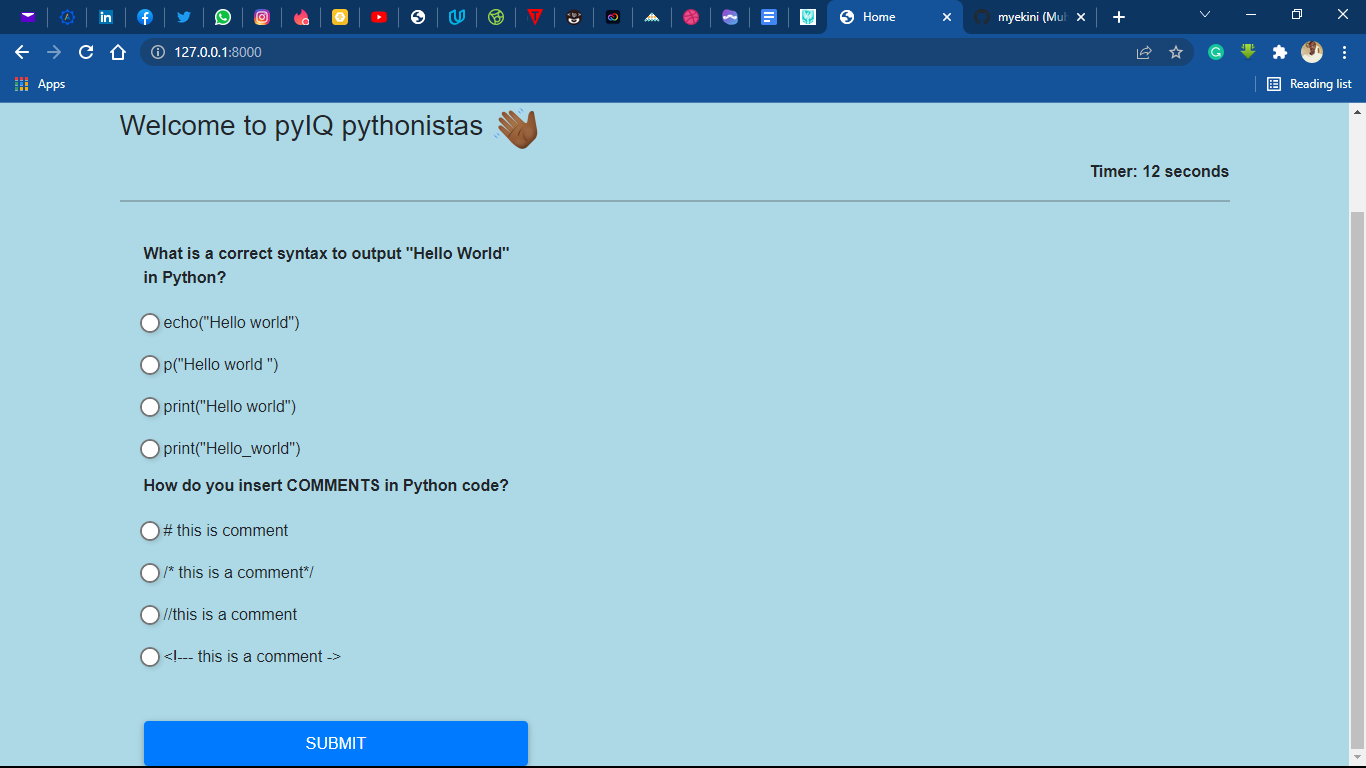 Home
myekini (Muh
127.0.0.1:8000
Apps
Reading list
Welcome to pyIQ pythonistas 👋🏾
Timer: 12 seconds
What is a correct syntax to output "Hello World"
in Python?
echo("Hello world")
p("Hello world ")
print("Hello world")
print("Hello_world")
How do you insert COMMENTS in Python code?
# this is comment
/* this is a comment*/
//this is a comment
<!--- this is a comment ->
SUBMIT